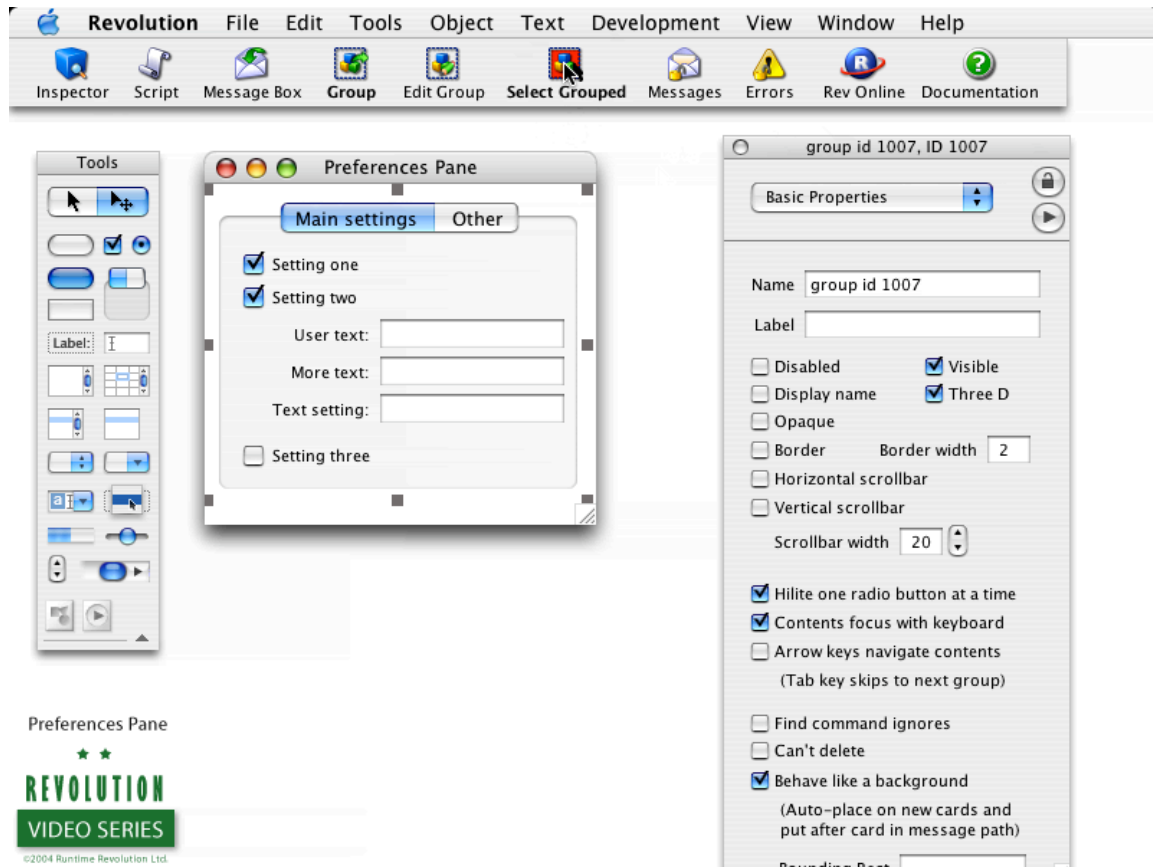 Revolution File Edit Tools Object Text Development View Window Help
Inspector Script Message Box Group Edit Group Select Grouped Messages Errors Rev Online Documentation
Tools
Label:
a
Preferences Pane
Main settings Other
Setting one
Setting two
User text:
More text:
Text setting:
Setting three
group id 1007, ID 1007
Basic Properties
Name group id 1007
Label
Disabled Visible
Display name Three D
Opaque
Border Border width 2
Horizontal scrollbar
Vertical scrollbar
Scrollbar width 20
Hilite one radio button at a time
Contents focus with keyboard
Arrow keys navigate contents
(Tab key skips to next group)
Find command ignores
Can't delete
Behave like a background
(Auto-place on new cards and
put after card in message path)
Bounding Rect
Preferences Pane
REVOLUTION
VIDEO SERIES
©2004 Runtime Revolution Ltd.